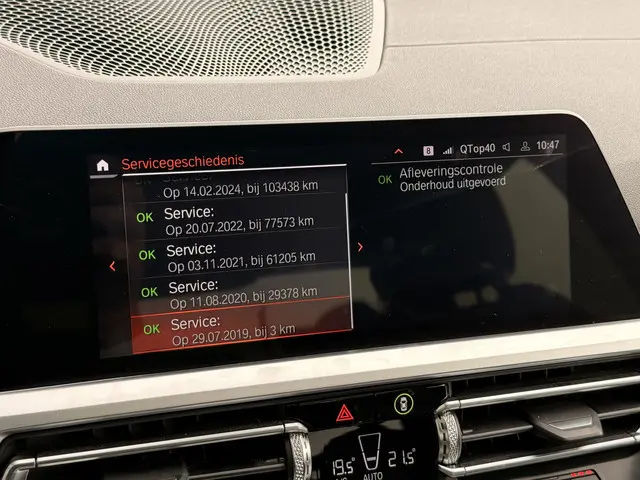 Servicegeschiedenis
8 QTop40 10:47
Op 14.02.2024, bij 103438 km
OK Service:
Op 20.07.2022, bij 77573 km
OK Service:
Op 03.11.2021, bij 61205 km
OK Service:
Op 11.08.2020, bij 29378 km
OK Service:
Op 29.07.2019, bij 3 km
OK Afleveringscontrole
Onderhoud uitgevoerd
19.5 21.5
AUTO